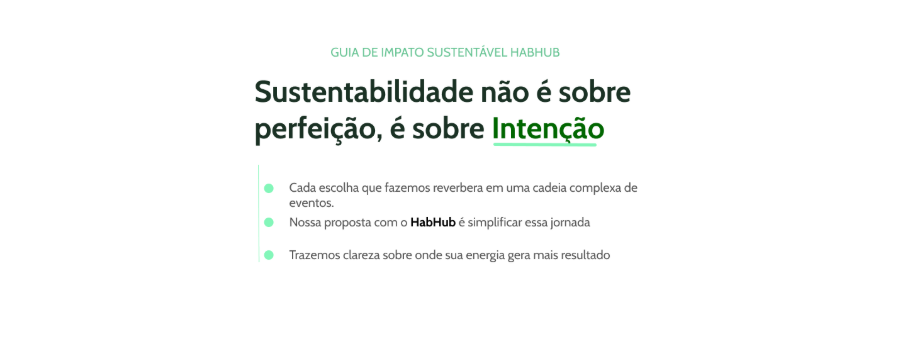 GUIA DE IMPATO SUSTENTÁVEL HABHUB
Sustentabilidade não é sobre
perfeição, é sobre Intenção
Cada escolha que fazemos reverbera em uma cadeia complexa de
eventos.
Nossa proposta com o HabHub é simplificar essa jornada
Trazemos clareza sobre onde sua energia gera mais resultado